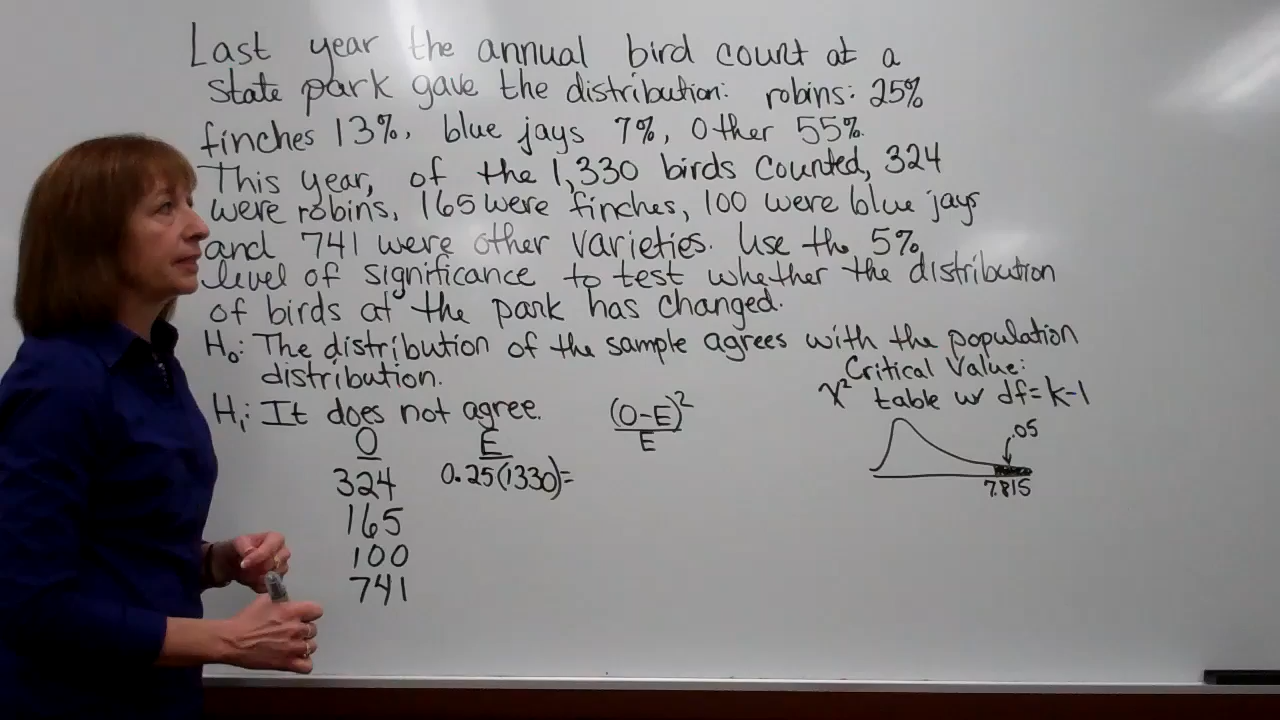 Last year the annual bird count at a
state park gave the distribution: robins: 25%
finches 13%, blue jays 7%, Other 55%.
This year, of the 1,330 birds counted, 324
were robins, 165 were finches, 100 were blue jays
and 741 were other varieties. Use the 5%
level of significance to test whether the distribution
of birds at the park has changed.
H₀: The distribution of the sample agrees with the population
distribution.
H₁: It does not agree.
Critical Value:
χ² table w df=k-1
O E (O-E)²/E
324 0.25(1330)=
165
100
741
.05
7.815